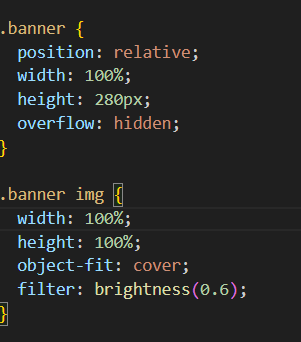 .banner {
position: relative;
width: 100%;
height: 280px;
overflow: hidden;
}
.banner img {
width: 100%;
height: 100%;
object-fit: cover;
filter: brightness(0.6);
}